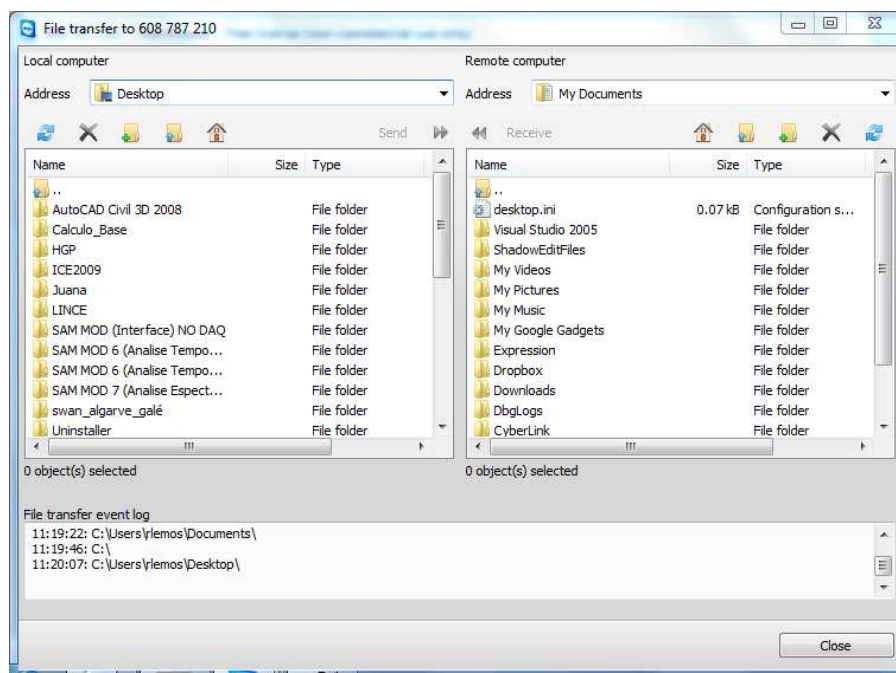 File transfer to 608 787 210
Local computer
Address Desktop
Send
Name Size Type
..
AutoCAD Civil 3D 2008 File folder
Calculo_Base File folder
HGP File folder
ICE2009 File folder
Juana File folder
LINCE File folder
SAM MOD (Interface) NO DAQ File folder
SAM MOD 6 (Analise Tempo... File folder
SAM MOD 6 (Analise Tempo... File folder
SAM MOD 7 (Analise Espect... File folder
swan_algarve_galé File folder
Uninstaller File folder
0 object(s) selected
Remote computer
Address My Documents
Receive
Name Size Type
..
desktop.ini 0.07 kB Configuration s...
Visual Studio 2005 File folder
ShadowEditFiles File folder
My Videos File folder
My Pictures File folder
My Music File folder
My Google Gadgets File folder
Expression File folder
Dropbox File folder
Downloads File folder
DbgLogs File folder
CyberLink File folder
0 object(s) selected
File transfer event log
11:19:22: C:\Users\rlemos\Documents\
11:19:46: C:\
11:20:07: C:\Users\rlemos\Desktop\
Close